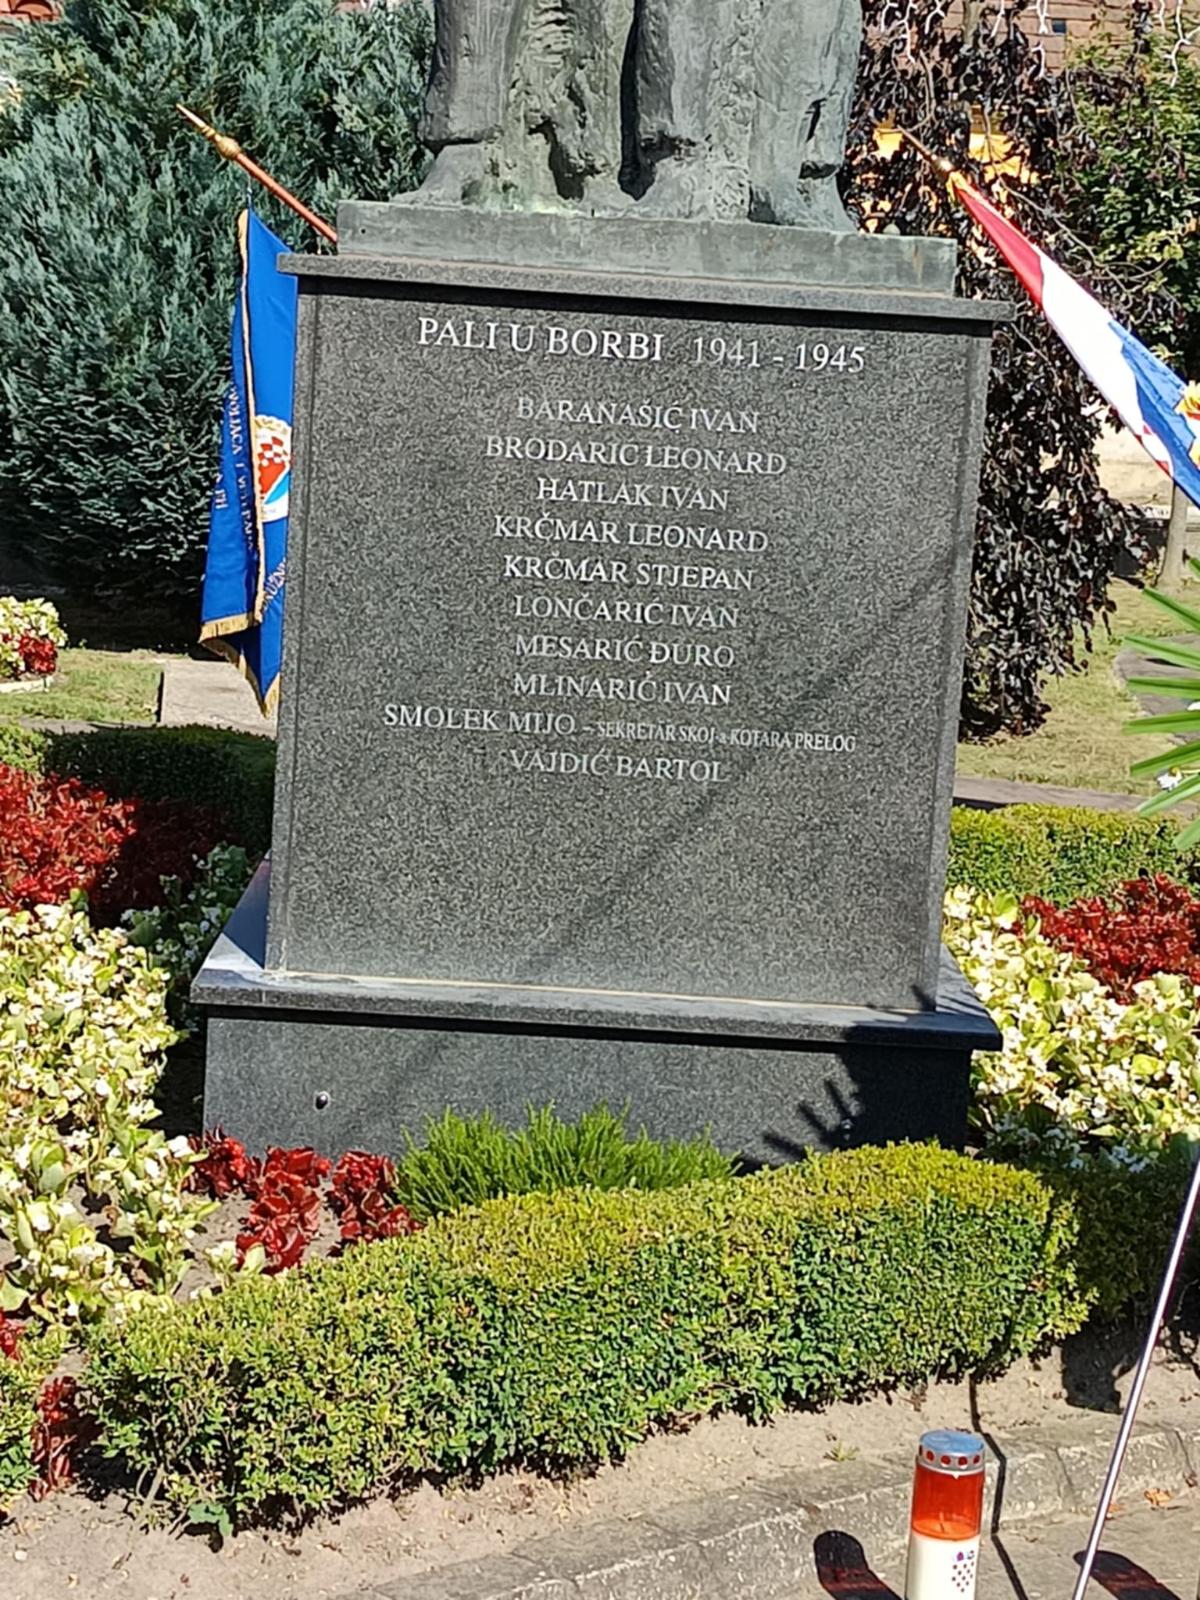 PALI U BORBI 1941 - 1945
BARANAŠIĆ IVAN
BRODARIĆ LEONARD
HATLAK IVAN
KRČMAR LEONARD
KRČMAR STJEPAN
LONČARIĆ IVAN
MESARIĆ ĐURO
MLINARIĆ IVAN
SMOLEK MIJO – SEKRETAR SKOJ-a KOTARA PRELOG
VAJDIĆ BARTOL